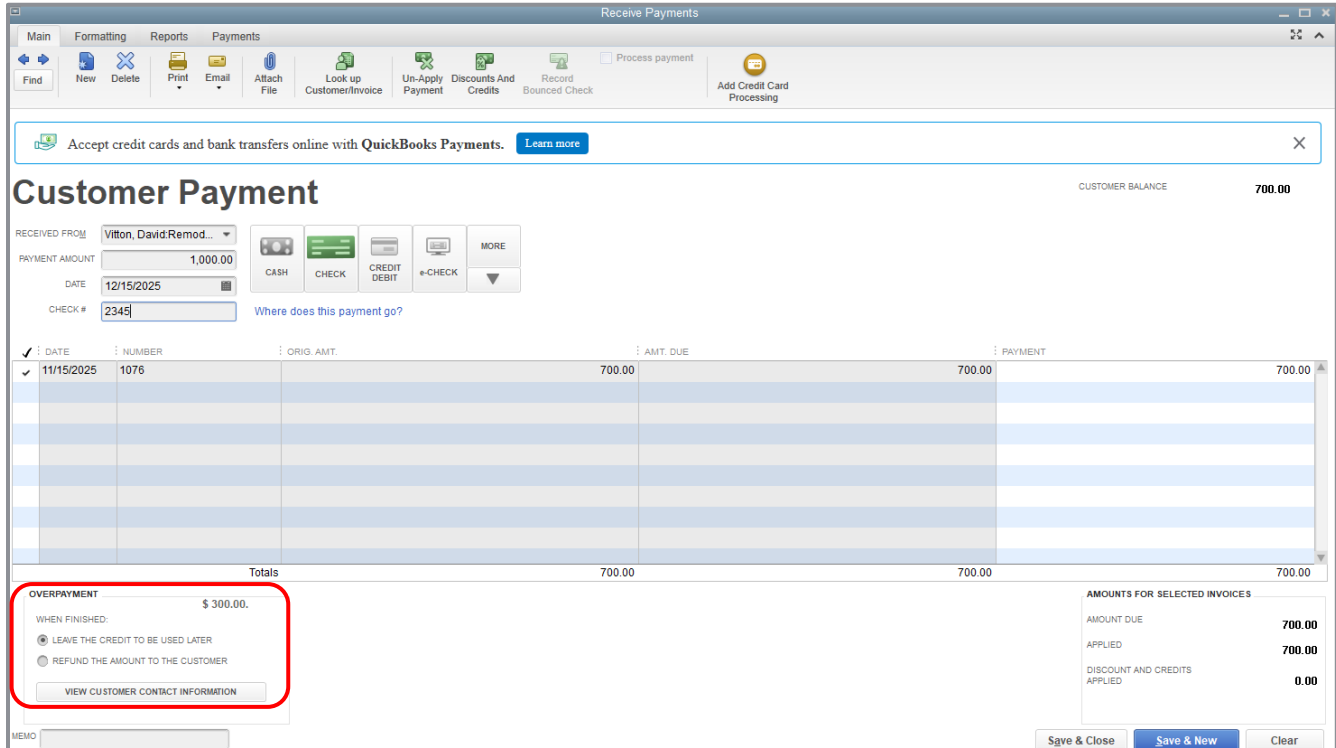 Receive Payments
Main Formatting Reports Payments
Find New Delete Print Email Attach File Look up Customer/Invoice Un-Apply Payment Discounts And Credits Record Bounced Check Process payment Add Credit Card Processing
Accept credit cards and bank transfers online with QuickBooks Payments. Learn more
Customer Payment
CUSTOMER BALANCE 700.00
RECEIVED FROM Vitton, David:Remod...
PAYMENT AMOUNT 1,000.00
DATE 12/15/2025
CHECK # 2345
CASH CHECK CREDIT DEBIT e-CHECK MORE
Where does this payment go?
DATE NUMBER ORIG. AMT. AMT. DUE PAYMENT
11/15/2025 1076 700.00 700.00 700.00
Totals 700.00 700.00 700.00
OVERPAYMENT
$ 300.00.
WHEN FINISHED:
LEAVE THE CREDIT TO BE USED LATER
REFUND THE AMOUNT TO THE CUSTOMER
VIEW CUSTOMER CONTACT INFORMATION
AMOUNTS FOR SELECTED INVOICES
AMOUNT DUE 700.00
APPLIED 700.00
DISCOUNT AND CREDITS APPLIED 0.00
MEMO
Save & Close Save & New Clear